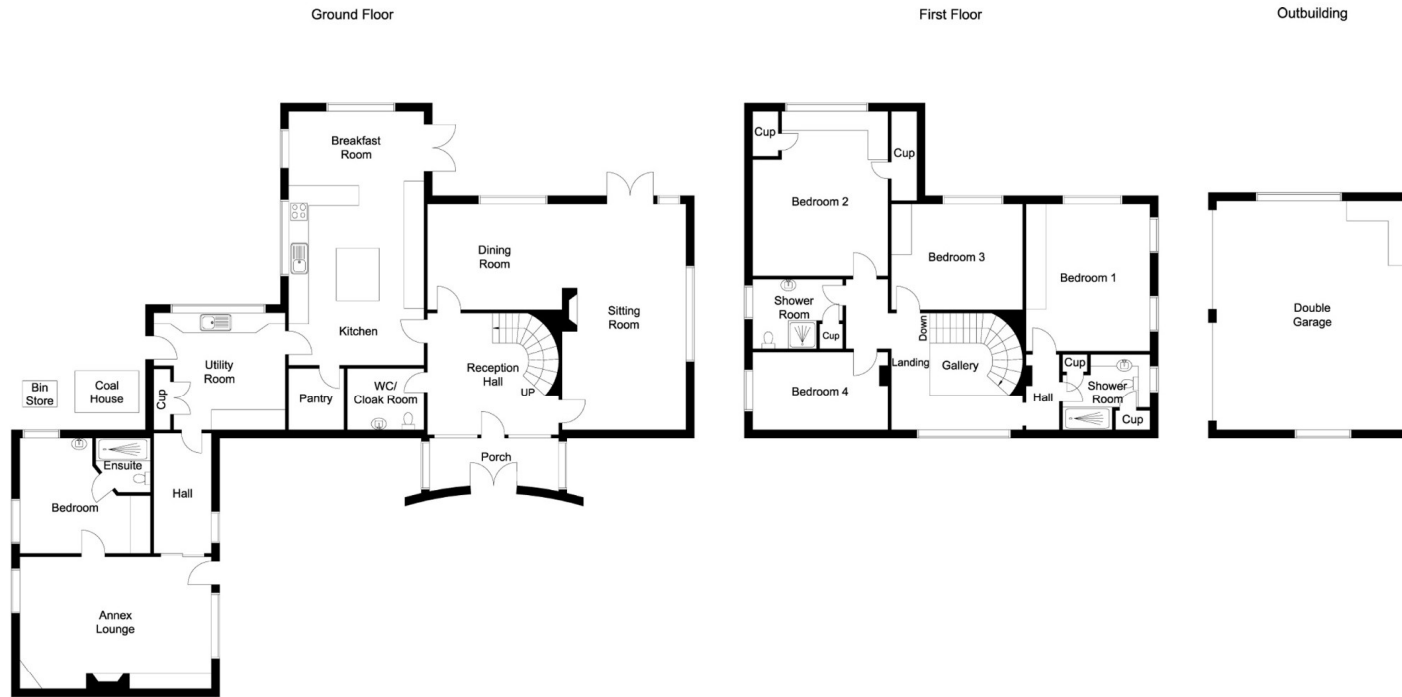 Ground Floor
First Floor
Outbuilding
Breakfast
Room
Dining
Room
Sitting
Room
Kitchen
Utility
Room
Cup
Pantry
WC/
Cloak Room
Reception
Hall
UP
Porch
Bin
Store
Coal
House
Ensuite
Bedroom
Hall
Annex
Lounge
Cup
Cup
Bedroom 2
Bedroom 3
Bedroom 1
Shower
Room
Cup
Down
Landing
Gallery
Bedroom 4
Hall
Cup
Shower
Room
Cup
Double
Garage